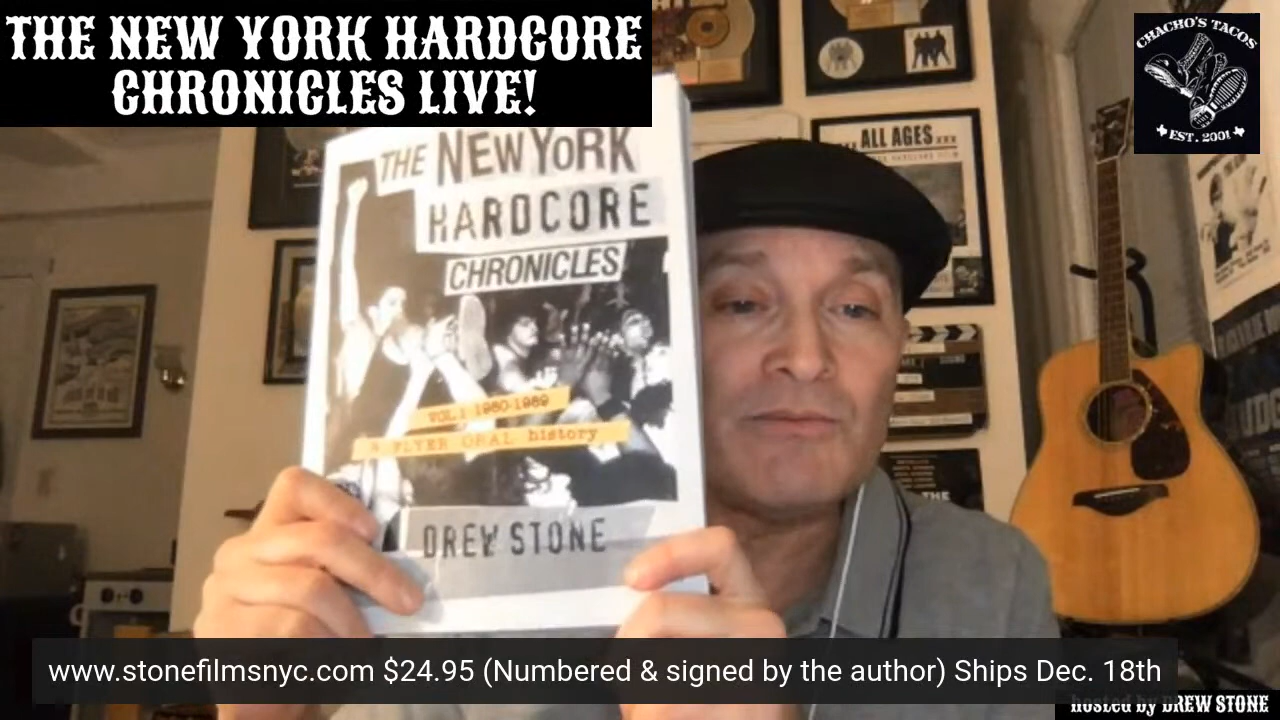 THE NEW YORK HARDCORE
CHRONICLES LIVE!
CHACHO'S TACOS
EST. 2001
ALL AGES
THE NEW YORK
HARDCORE
CHRONICLES
VOL 1 1980-1989
A FLYER ORAL history
DREW STONE
THE
www.stonefilmsnyc.com $24.95 (Numbered & signed by the author) Ships Dec. 18th
hosted by DREW STONE